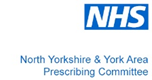 NHS
North Yorkshire & York Area
Prescribing Committee